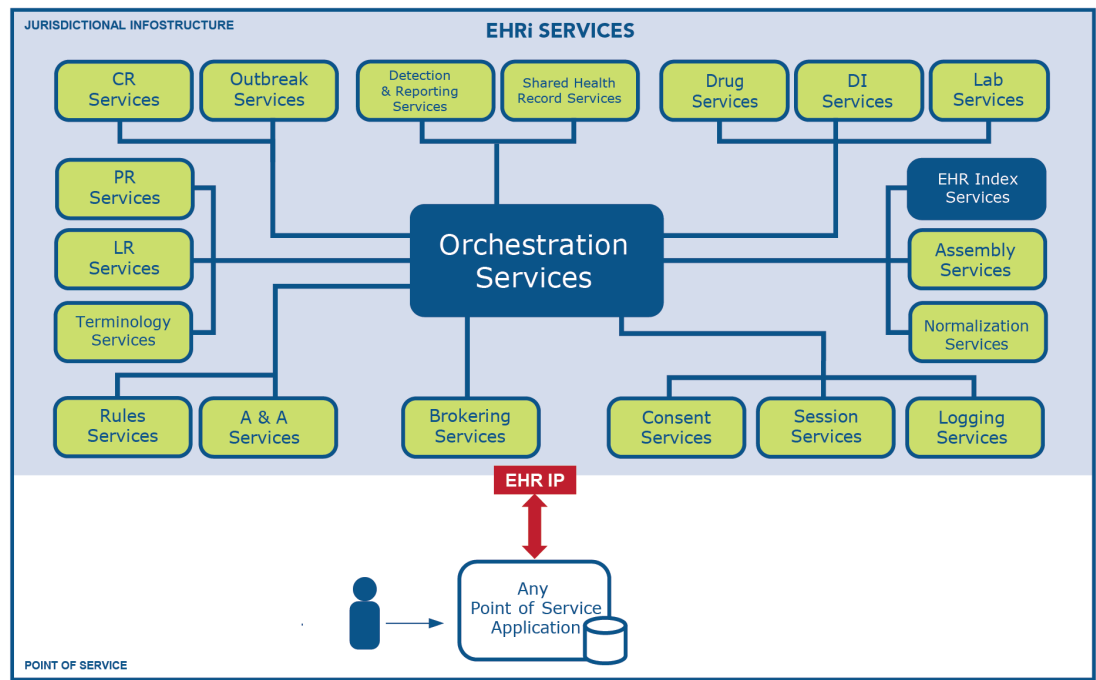 JURISDICTIONAL INFOSTRUCTURE
EHRi SERVICES
CR
Services
Outbreak
Services
Detection
& Reporting
Services
Shared Health
Record Services
Drug
Services
DI
Services
Lab
Services
PR
Services
EHR Index
Services
Orchestration
Services
LR
Services
Assembly
Services
Terminology
Services
Normalization
Services
Rules
Services
A & A
Services
Brokering
Services
Consent
Services
Session
Services
Logging
Services
EHR IP
Any
Point of Service
Application
POINT OF SERVICE